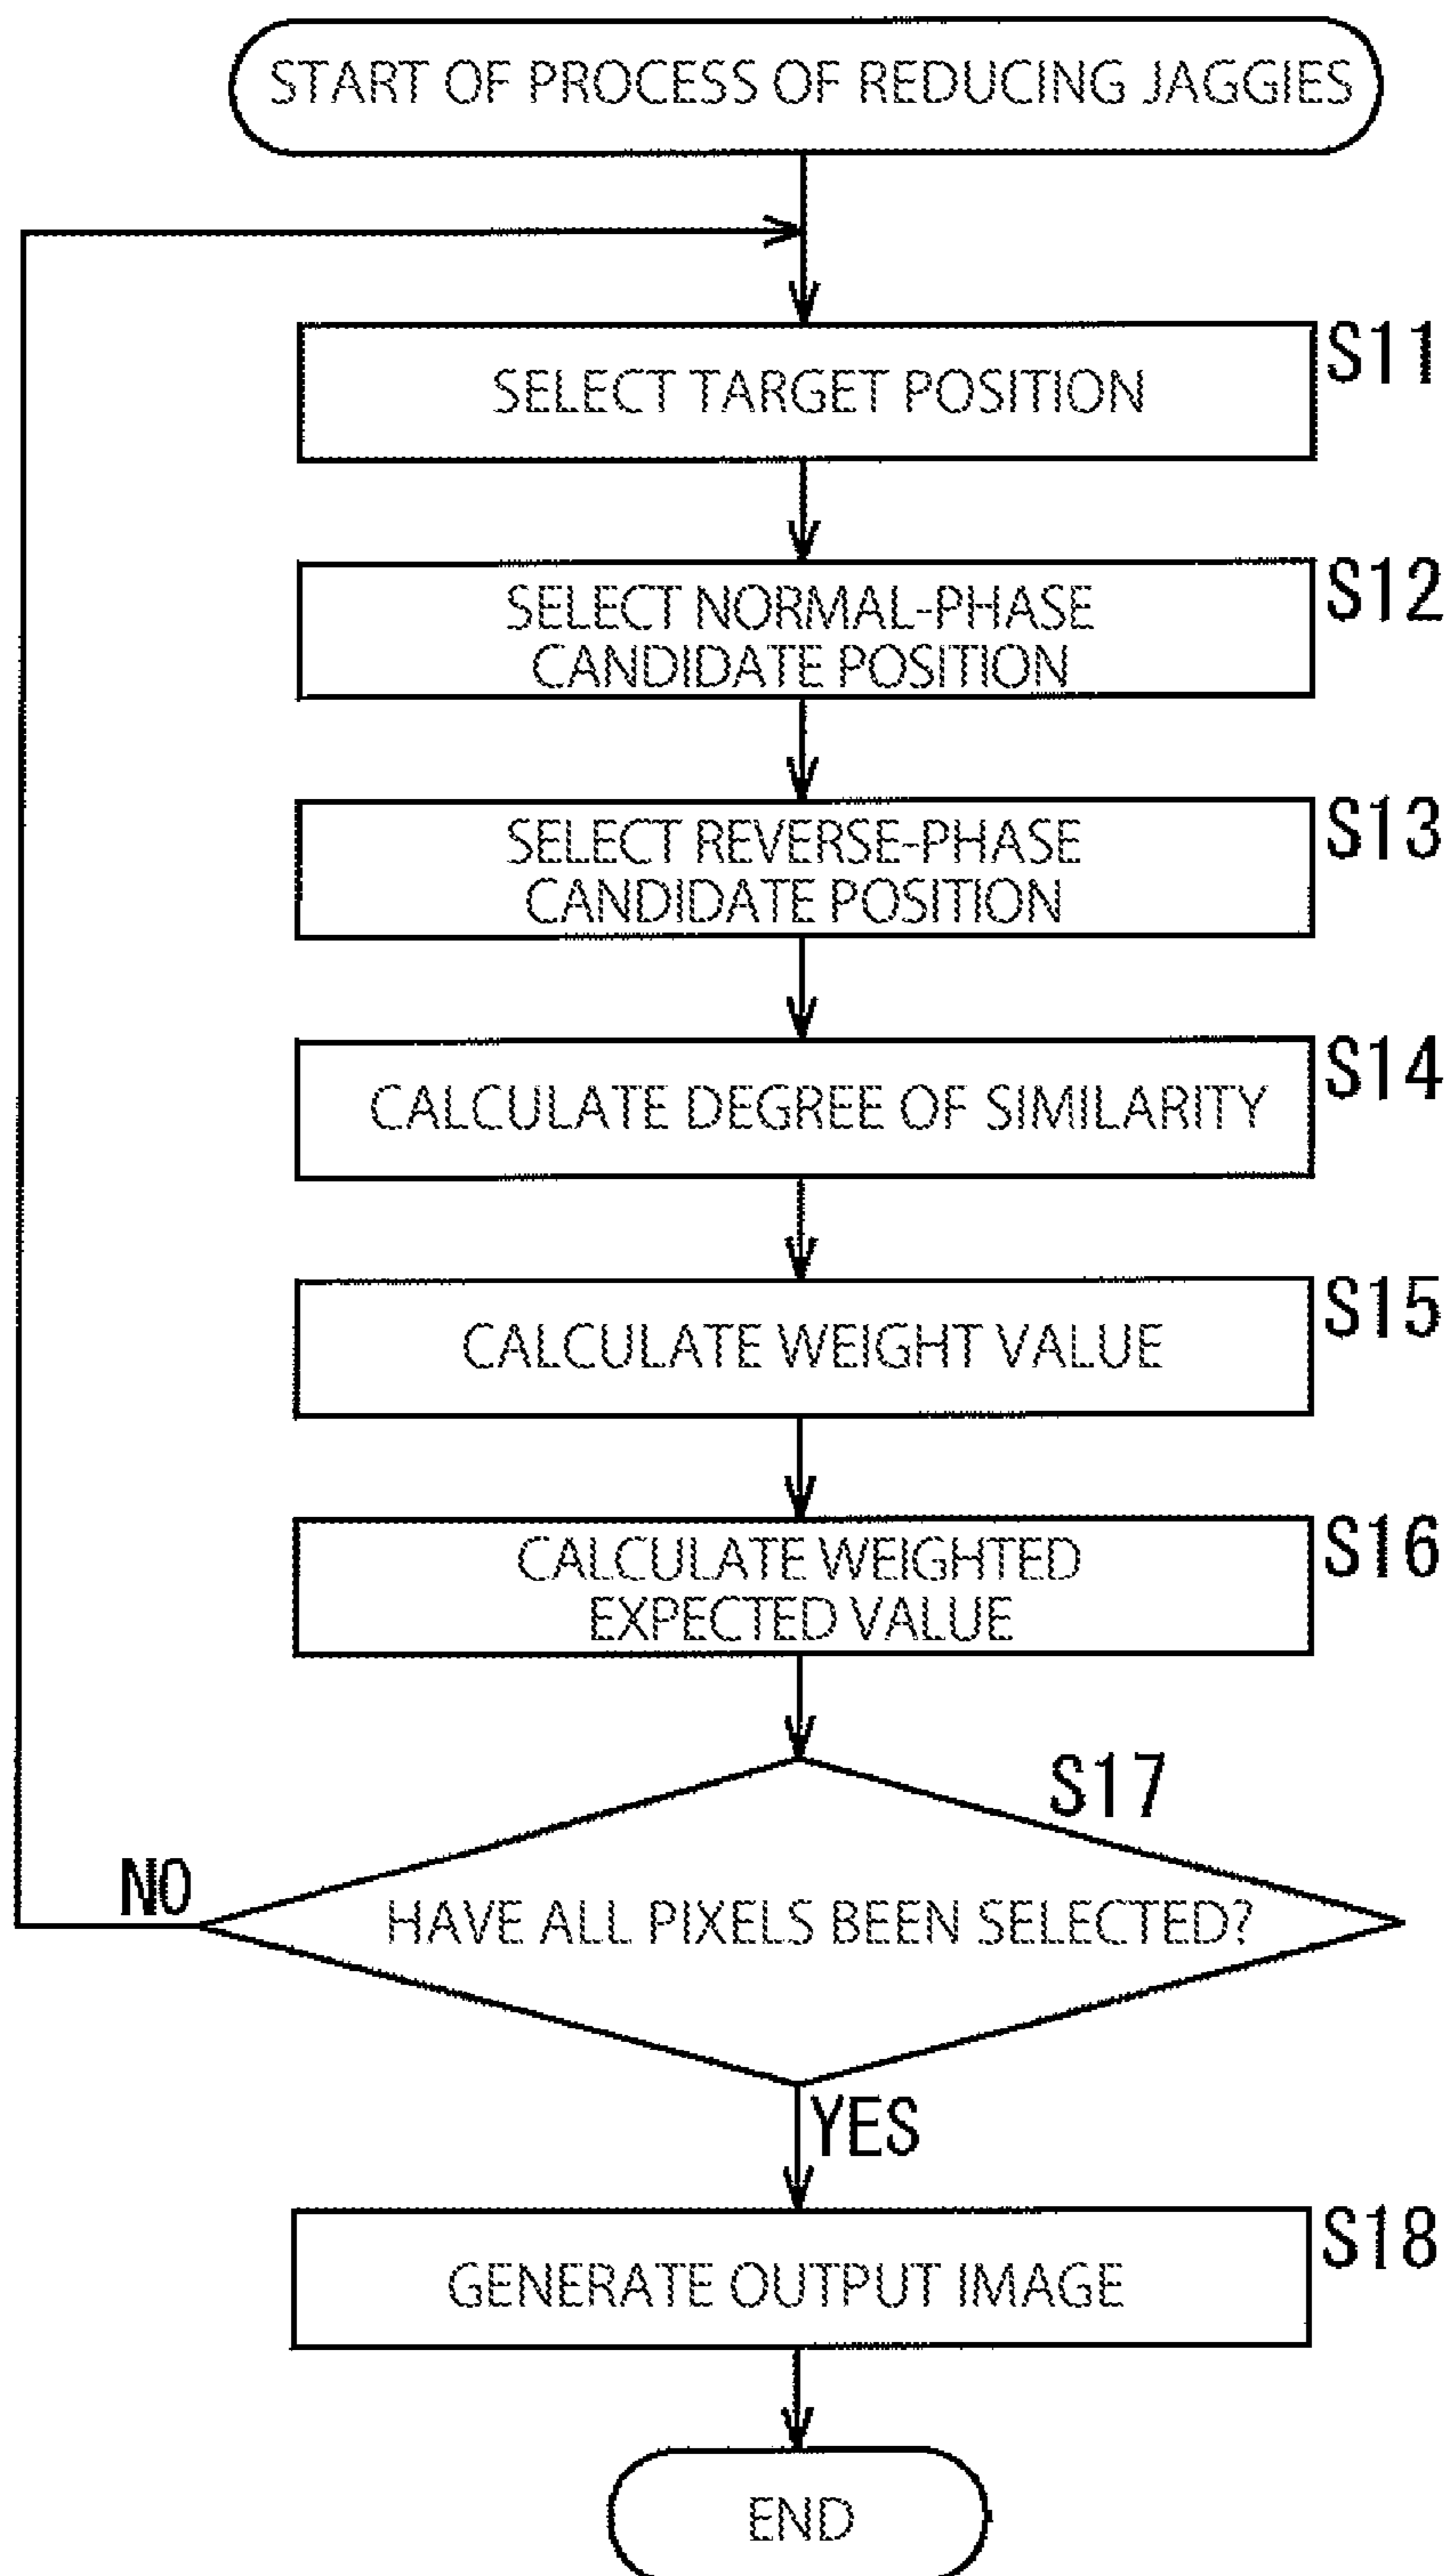 START OF PROCESS OF REDUCING JAGGIES
S11
SELECT TARGET POSITION
S12
SELECT NORMAL-PHASE
CANDIDATE POSITION
S13
SELECT REVERSE-PHASE
CANDIDATE POSITION
S14
CALCULATE DEGREE OF SIMILARITY
S15
CALCULATE WEIGHT VALUE
S16
CALCULATE WEIGHTED
EXPECTED VALUE
S17
NO
HAVE ALL PIXELS BEEN SELECTED?
YES
S18
GENERATE OUTPUT IMAGE
END